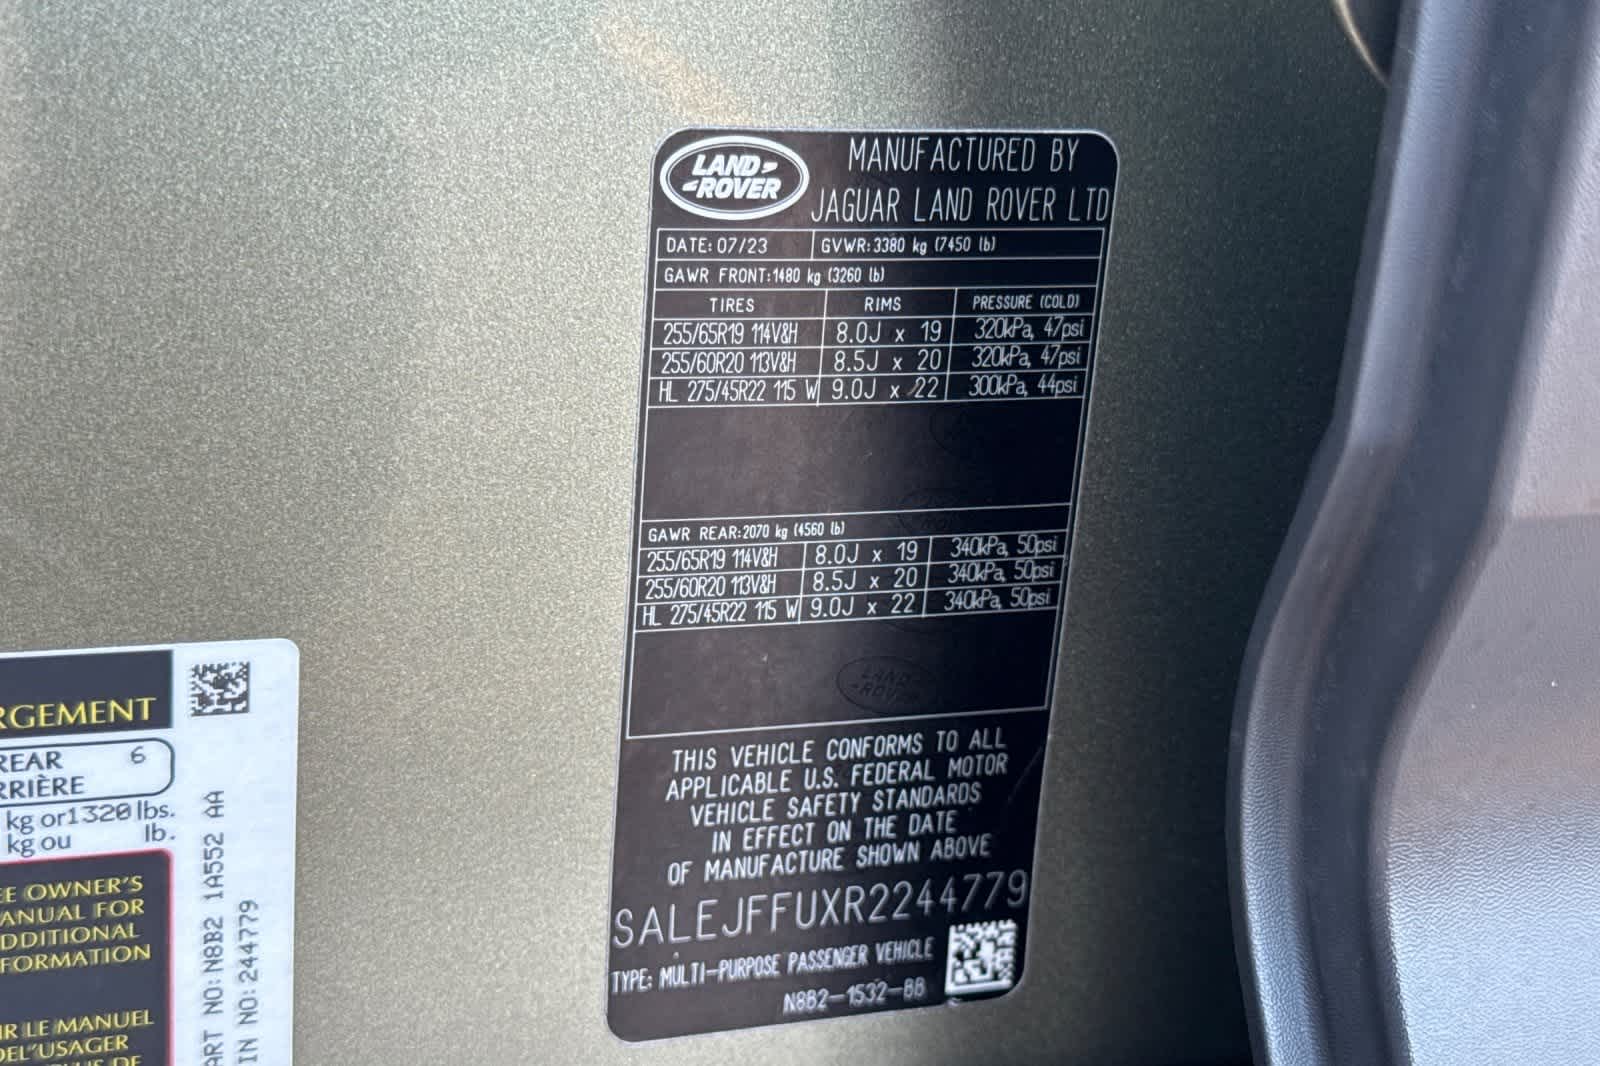 LAND ROVER
MANUFACTURED BY
JAGUAR LAND ROVER LTD
DATE: 07/23 GVWR: 3380 kg (7450 lb)
GAWR FRONT: 1480 kg (3260 lb)
TIRES RIMS PRESSURE (COLD)
255/65R19 114V&H 8.0J x 19 320kPa, 47psi
255/60R20 113V&H 8.5J x 20 320kPa, 47psi
HL 275/45R22 115 W 9.0J x 22 300kPa, 44psi
GAWR REAR: 2070 kg (4560 lb)
255/65R19 114V&H 8.0J x 19 340kPa, 50psi
255/60R20 113V&H 8.5J x 20 340kPa, 50psi
HL 275/45R22 115 W 9.0J x 22 340kPa, 50psi
LAND ROVER
THIS VEHICLE CONFORMS TO ALL
APPLICABLE U.S. FEDERAL MOTOR
VEHICLE SAFETY STANDARDS
IN EFFECT ON THE DATE
OF MANUFACTURE SHOWN ABOVE
SALEJFFUXR2244779
TYPE: MULTI-PURPOSE PASSENGER VEHICLE
N8B2-1532-BB
RGEMENT
REAR 6
RRIÈRE
kg or 1320 lbs.
kg ou lb.
EE OWNER'S
ANUAL FOR
DDITIONAL
FORMATION
IR LE MANUEL
DEL'USAGER
PLUS DE
ART NO: N8B2 1A552 AA
IN NO: 244779